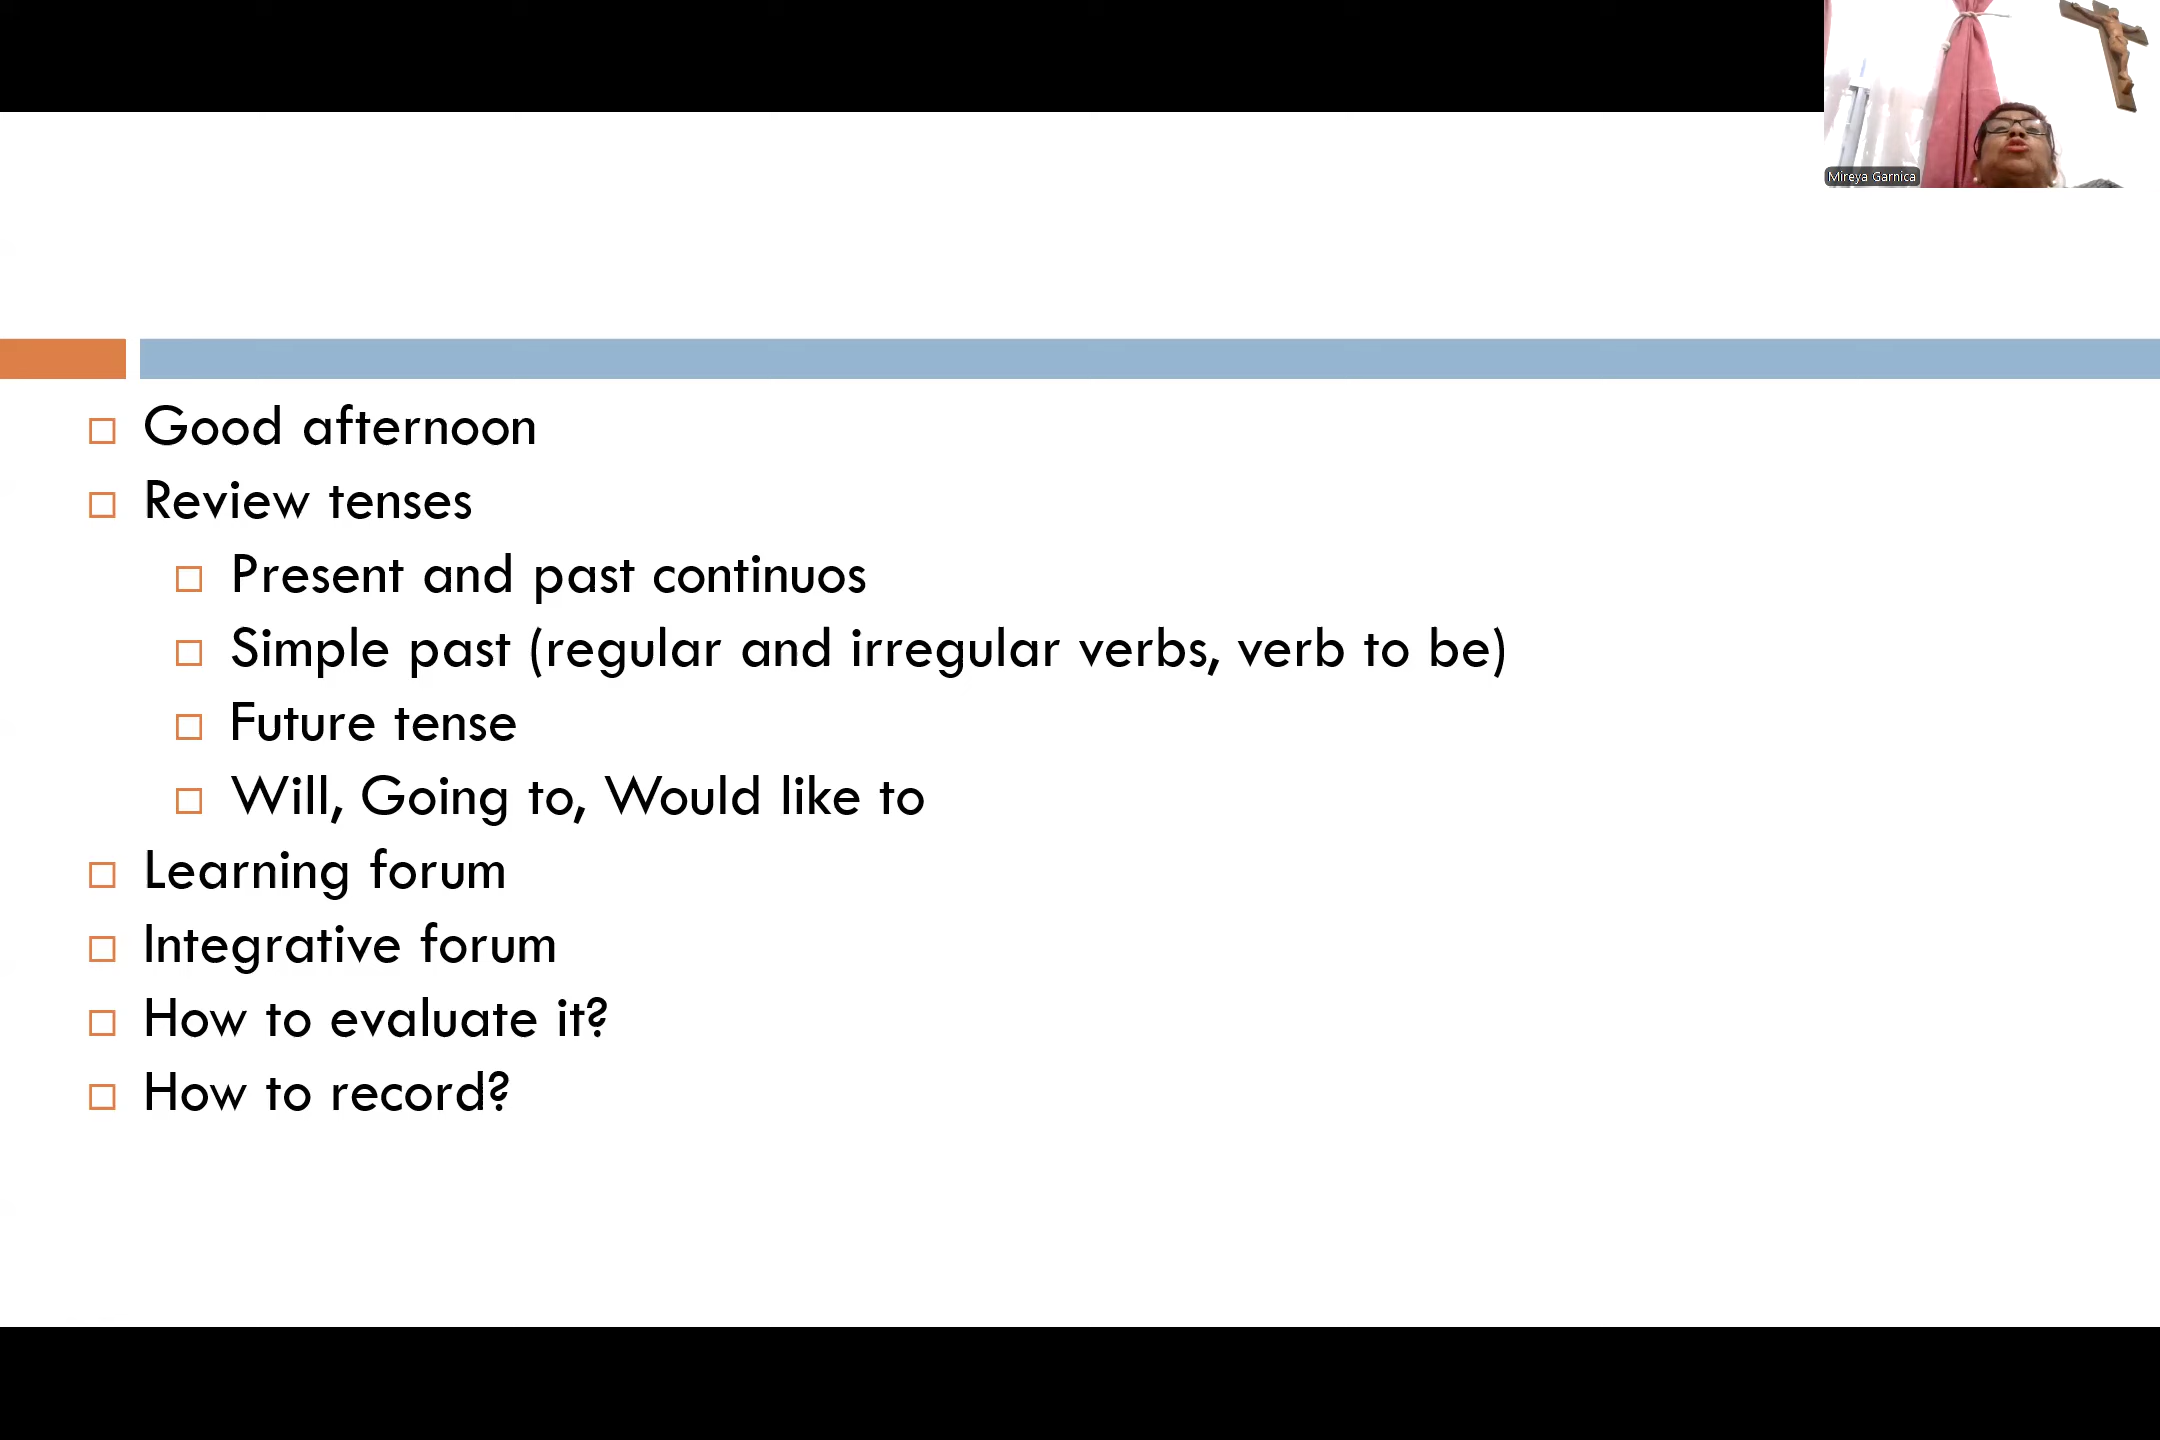 Mireya Garnica
Good afternoon
Review tenses
Present and past continuos
Simple past (regular and irregular verbs, verb to be)
Future tense
Will, Going to, Would like to
Learning forum
Integrative forum
How to evaluate it?
How to record?